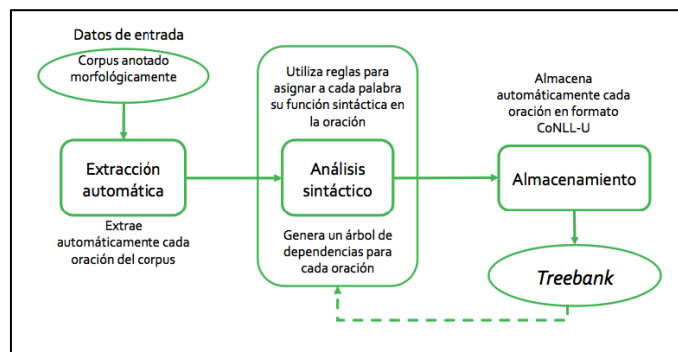 Datos de entrada
Corpus anotado
morfológicamente
Extracción
automática
Extrae
automáticamente cada
oración del corpus
Utiliza reglas para
asignar a cada palabra
su función sintáctica en
la oración
Análisis
sintáctico
Genera un árbol de
dependencias para
cada oración
Almacena
automáticamente cada
oración en formato
CoNLL-U
Almacenamiento
Treebank